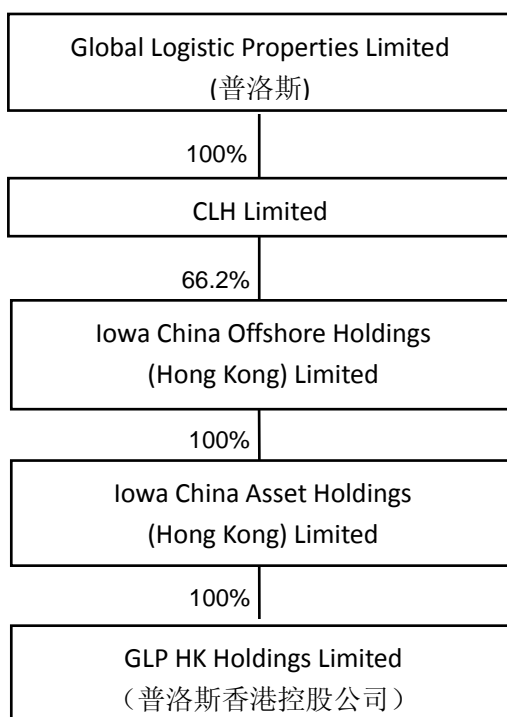 Global Logistic Properties Limited
(普洛斯)
100%
CLH Limited
66.2%
Iowa China Offshore Holdings
(Hong Kong) Limited
100%
Iowa China Asset Holdings
(Hong Kong) Limited
100%
GLP HK Holdings Limited
（普洛斯香港控股公司）